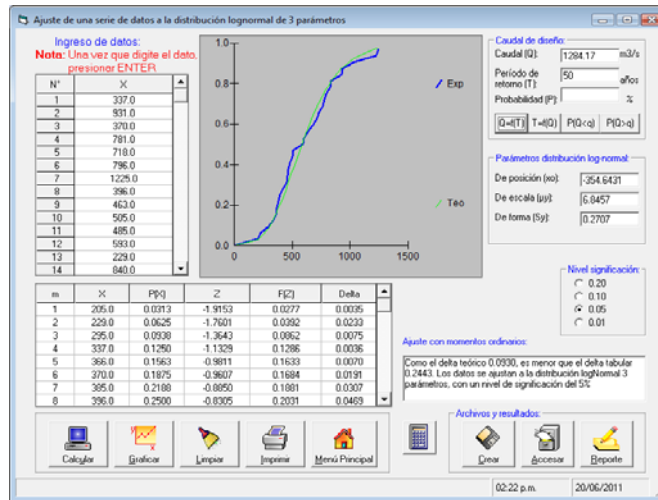 Ajuste de una serie de datos a la distribución lognormal de 3 parámetros
Ingreso de datos:
Nota: Una vez que digite el dato,
presionar ENTER
N° X
1 337.0
2 931.0
3 370.0
4 781.0
5 718.0
6 796.0
7 1225.0
8 396.0
9 463.0
10 505.0
11 485.0
12 593.0
13 229.0
14 840.0
1.0
0.8
0.6
0.4
0.2
0.0
0 500 1000 1500
Exp
Teo
Caudal de diseño:
Caudal (Q): 1284.17 m3/s
Período de
retorno (T): 50 años
Probabilidad (P): %
Q=f(T) T=f(Q) P(Q<q) P(Q>q)
Parámetros distribución log-normal:
De posición (xo): -354.6431
De escala (µy): 6.8457
De forma (Sy): 0.2707
Nivel significación:
0.20
0.10
0.05
0.01
m X P(X) Z F(Z) Delta
1 205.0 0.0313 -1.9153 0.0277 0.0035
2 229.0 0.0625 -1.7601 0.0392 0.0233
3 295.0 0.0938 -1.3643 0.0862 0.0075
4 337.0 0.1250 -1.1329 0.1286 0.0036
5 366.0 0.1563 -0.9811 0.1633 0.0070
6 370.0 0.1875 -0.9607 0.1684 0.0191
7 385.0 0.2188 -0.8850 0.1881 0.0307
8 396.0 0.2500 -0.8305 0.2031 0.0469
Ajuste con momentos ordinarios:
Como el delta teórico 0.0930, es menor que el delta tabular
0.2443. Los datos se ajustan a la distribución logNormal 3
parámetros, con un nivel de significación del 5%
Calcular Graficar Limpiar Imprimir Menú Principal
Archivos y resultados:
Crear Accesar Reporte
02:22 p.m. 20/06/2011